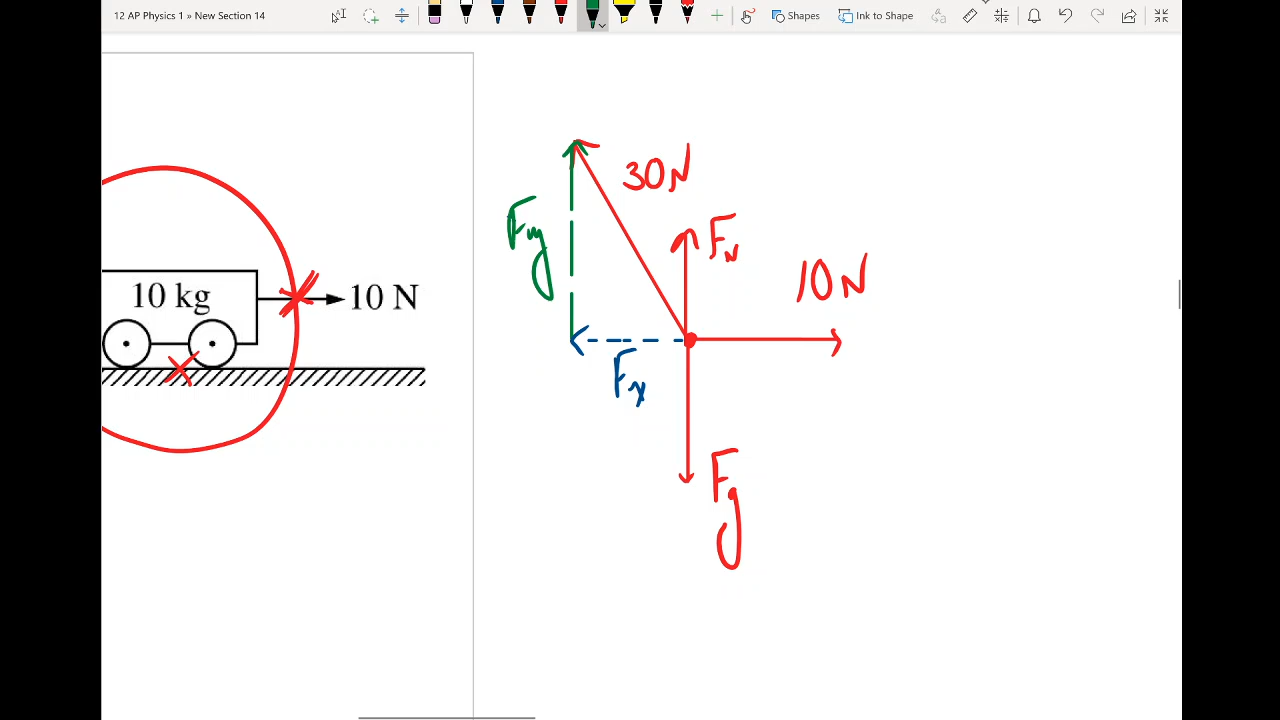 12 AP Physics 1 » New Section 14
Shapes
Ink to Shape
30N
Fy
FN
10N
10 kg
10 N
Fx
Fg